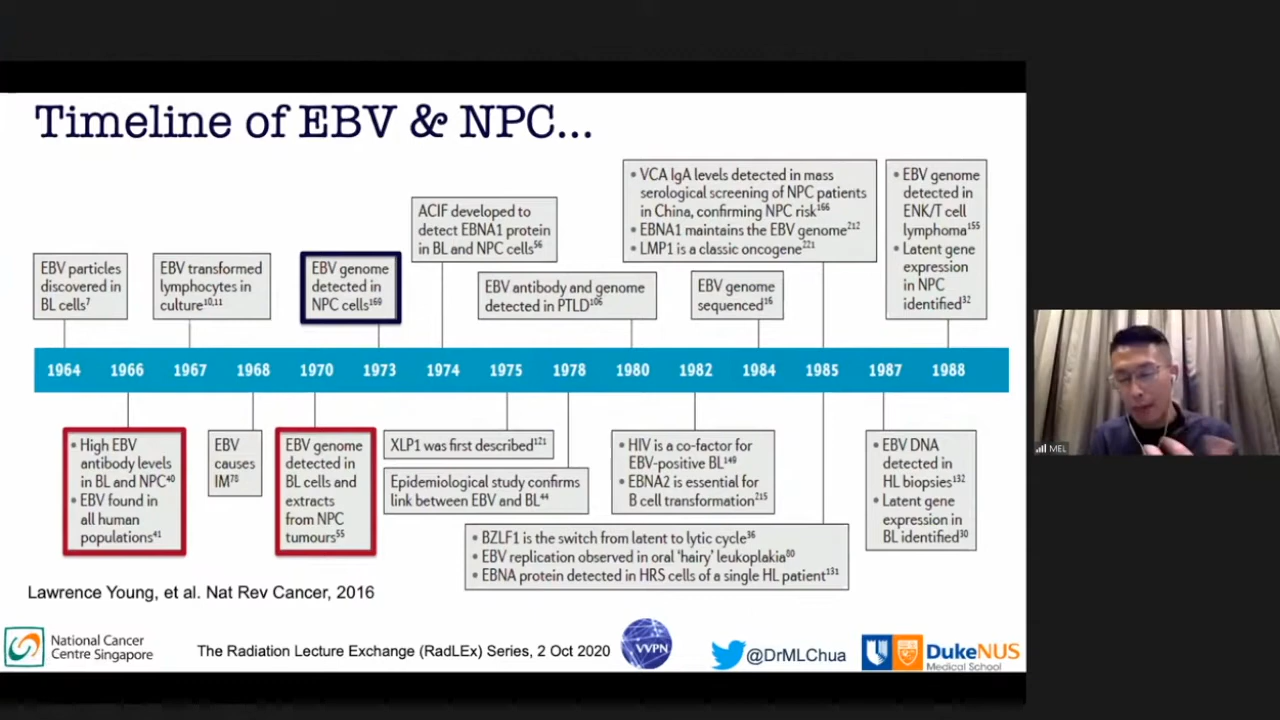 Timeline of EBV & NPC...
EBV particles
discovered in
BL cells7
EBV transformed
lymphocytes in
culture10,11
EBV genome
detected in
NPC cells169
ACIF developed to
detect EBNA1 protein
in BL and NPC cells56
EBV antibody and genome
detected in PTLD106
• VCA IgA levels detected in mass
serological screening of NPC patients
in China, confirming NPC risk166
• EBNA1 maintains the EBV genome212
• LMP1 is a classic oncogene221
EBV genome
sequenced16
• EBV genome
detected in
ENK/T cell
lymphoma155
• Latent gene
expression
in NPC
identified32
1964 1966 1967 1968 1970 1973 1974 1975 1978 1980 1982 1984 1985 1987 1988
• High EBV
antibody levels
in BL and NPC40
• EBV found in
all human
populations41
EBV
causes
IM78
EBV genome
detected in
BL cells and
extracts
from NPC
tumours55
XLP1 was first described121
Epidemiological study confirms
link between EBV and BL44
• HIV is a co-factor for
EBV-positive BL149
• EBNA2 is essential for
B cell transformation215
• BZLF1 is the switch from latent to lytic cycle36
• EBV replication observed in oral ‘hairy’ leukoplakia80
• EBNA protein detected in HRS cells of a single HL patient131
• EBV DNA
detected in
HL biopsies132
• Latent gene
expression in
BL identified30
Lawrence Young, et al. Nat Rev Cancer, 2016
National Cancer
Centre Singapore
The Radiation Lecture Exchange (RadLEx) Series, 2 Oct 2020
VVPN
@DrMLChua
DukeNUS
Medical School
MEL